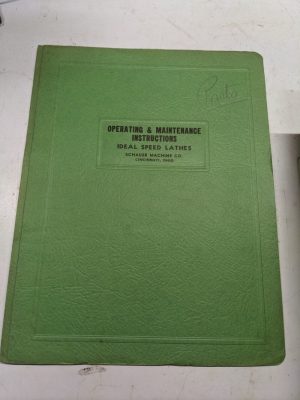 OPERATING & MAINTENANCE
INSTRUCTIONS
IDEAL SPEED LATHES
SCHAUER MACHINE CO.
CINCINNATI, OHIO